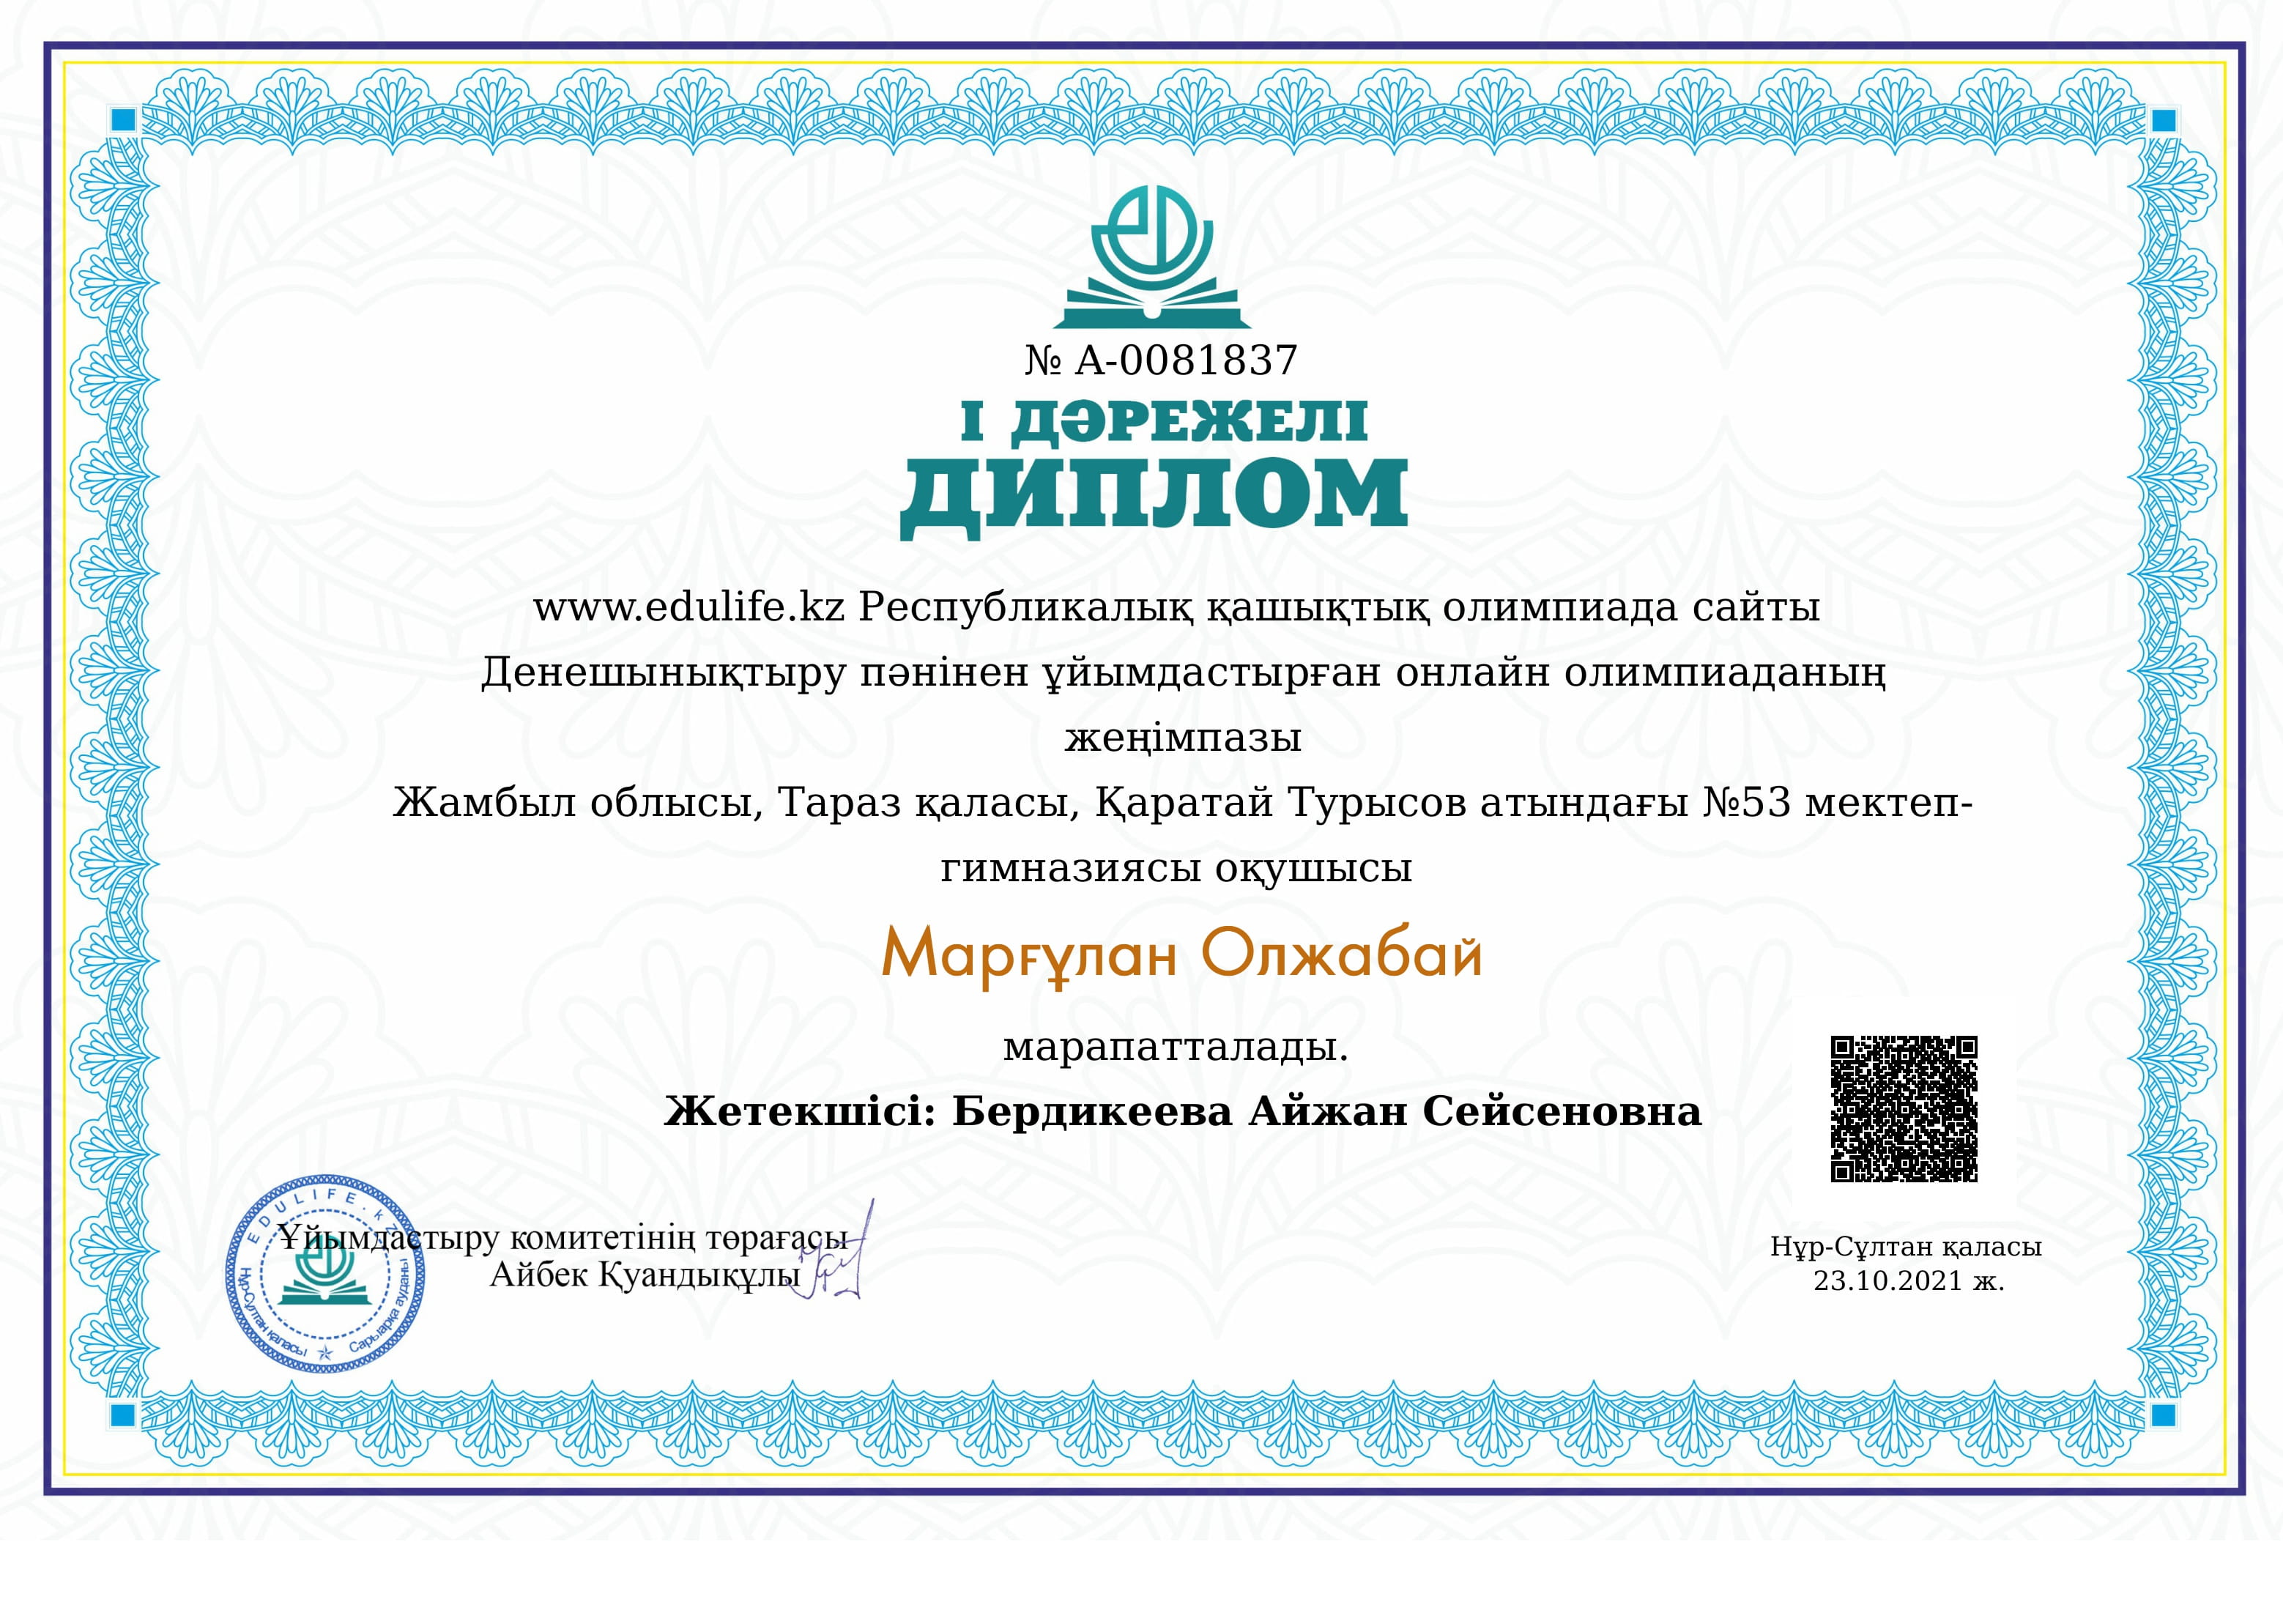 № А-0081837
І ДӘРЕЖЕЛІ
ДИПЛОМ
www.edulife.kz Республикалық қашықтық олимпиада сайты
Денешынықтыру пәнінен ұйымдастырған онлайн олимпиаданың
жеңімпазы
Жамбыл облысы, Тараз қаласы, Қаратай Турысов атындағы №53 мектеп-
гимназиясы оқушысы
Марғұлан Олжабай
марапатталады.
Жетекшісі: Бердикеева Айжан Сейсеновна
EDULIFE.kz
Нұр-Сұлтан қаласы
Сарыарқа ауданы
Ұйымдастыру комитетінің төрағасы
Айбек Қуандықұлы
Нұр-Сұлтан қаласы
23.10.2021 ж.